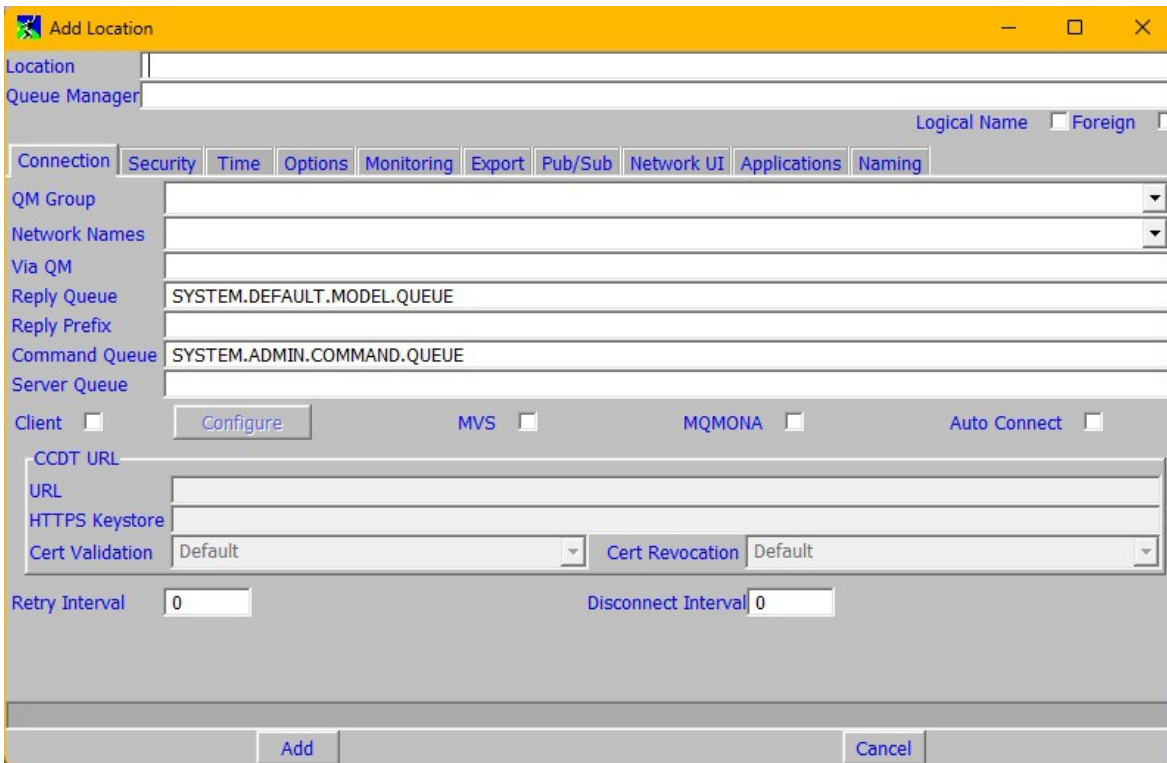 Add Location
Location
Queue Manager
Logical Name Foreign
Connection Security Time Options Monitoring Export Pub/Sub Network UI Applications Naming
QM Group
Network Names
Via QM
Reply Queue SYSTEM.DEFAULT.MODEL.QUEUE
Reply Prefix
Command Queue SYSTEM.ADMIN.COMMAND.QUEUE
Server Queue
Client Configure MVS MQMONA Auto Connect
CCDT URL
URL
HTTPS Keystore
Cert Validation Default Cert Revocation Default
Retry Interval 0 Disconnect Interval 0
Add Cancel